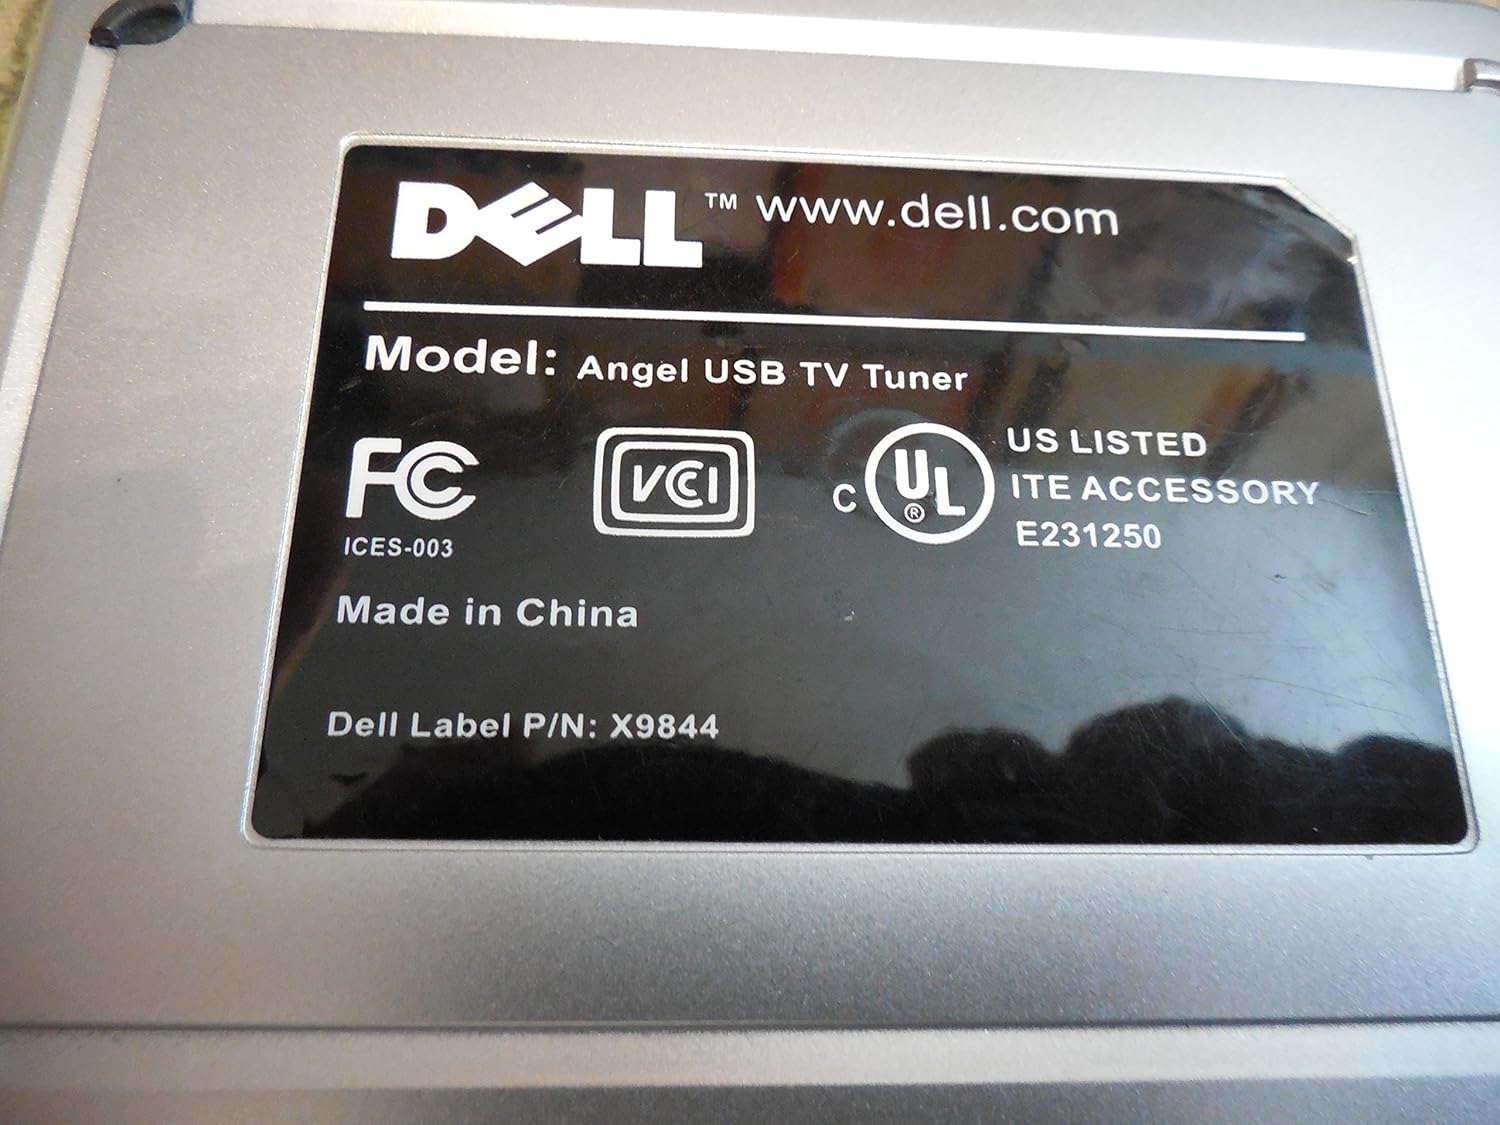 DELL™ www.dell.com
Model: Angel USB TV Tuner
FC
ICES-003
VCCI
C UL® US LISTED
ITE ACCESSORY
E231250
Made in China
Dell Label P/N: X9844